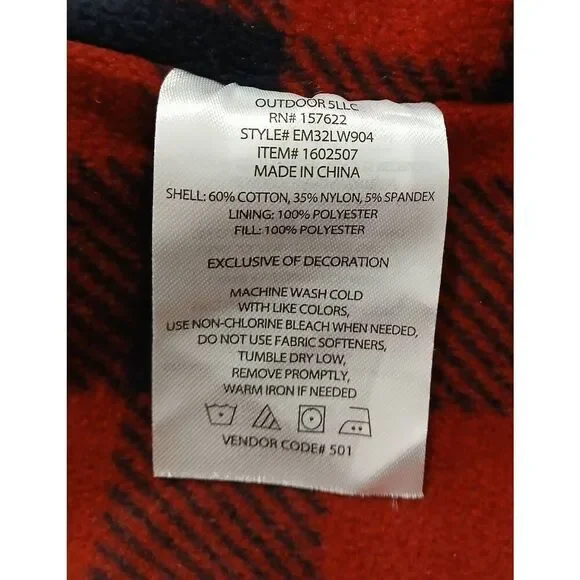 OUTDOOR 5LLC
RN# 157622
STYLE# EM32LW904
ITEM# 1602507
MADE IN CHINA
SHELL: 60% COTTON, 35% NYLON, 5% SPANDEX
LINING: 100% POLYESTER
FILL: 100% POLYESTER
EXCLUSIVE OF DECORATION
MACHINE WASH COLD
WITH LIKE COLORS,
USE NON-CHLORINE BLEACH WHEN NEEDED,
DO NOT USE FABRIC SOFTENERS,
TUMBLE DRY LOW,
REMOVE PROMPTLY,
WARM IRON IF NEEDED
VENDOR CODE# 501